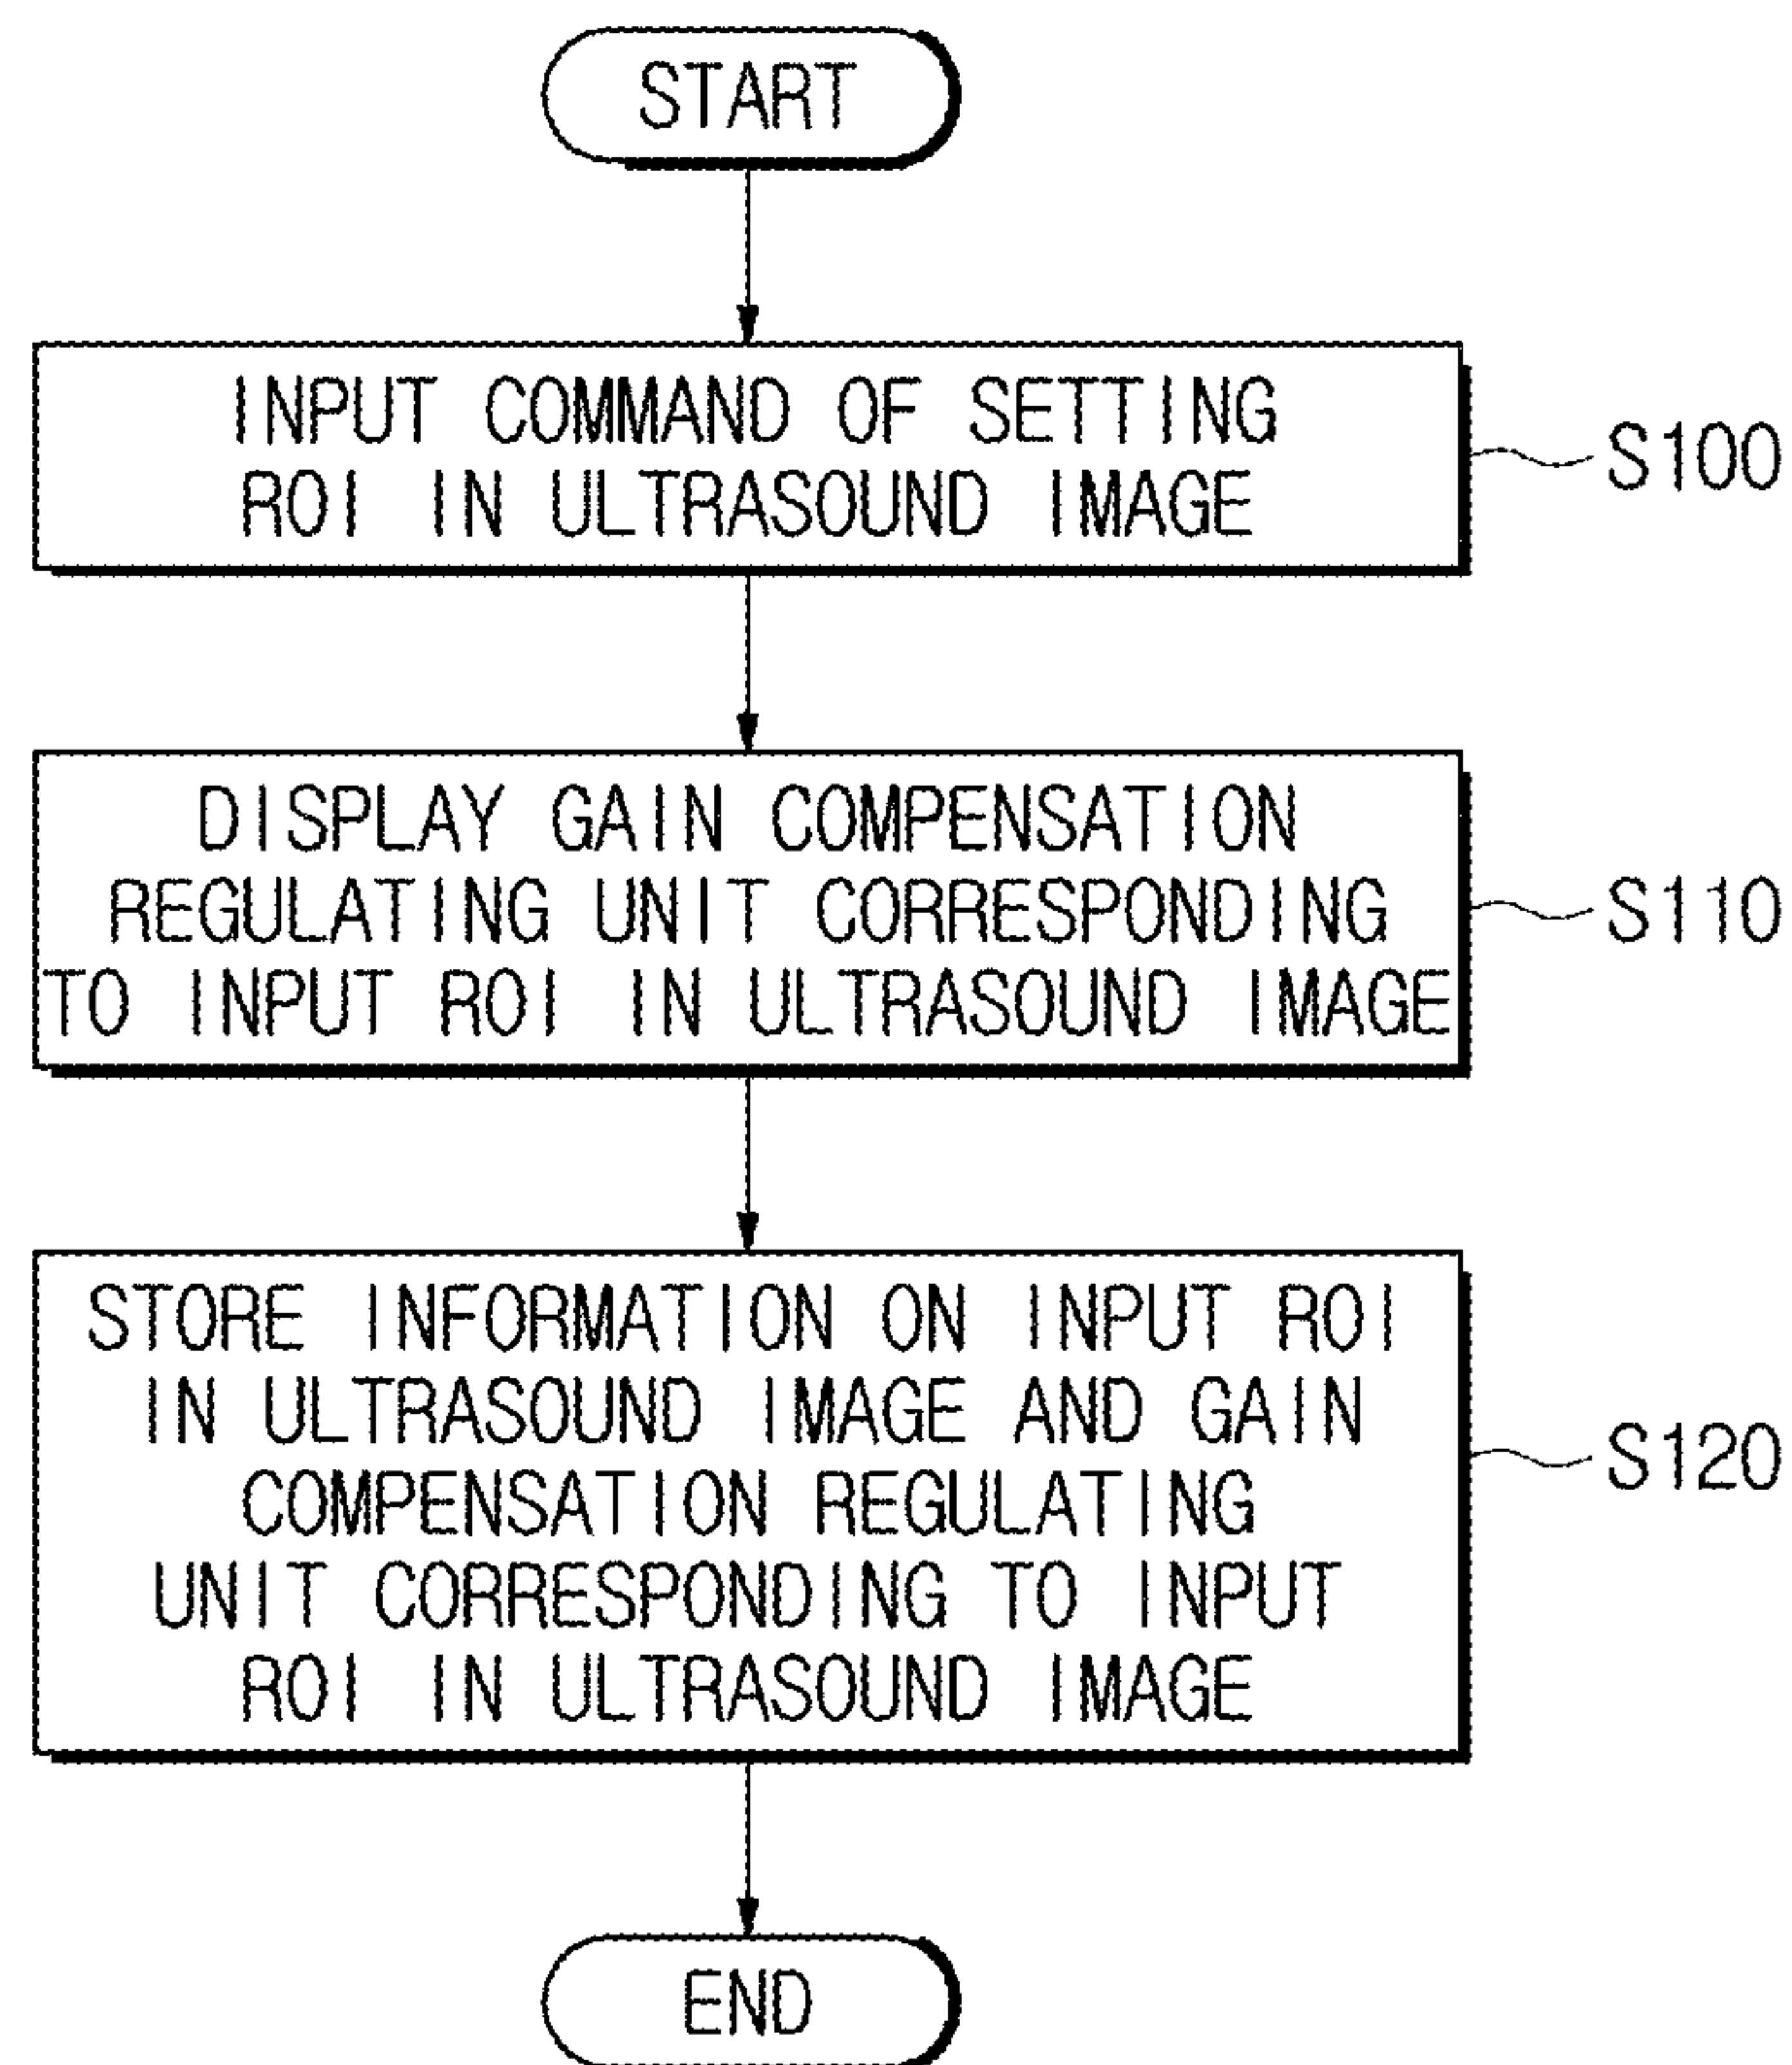 START
INPUT COMMAND OF SETTING
ROI IN ULTRASOUND IMAGE
S100
DISPLAY GAIN COMPENSATION
REGULATING UNIT CORRESPONDING
TO INPUT ROI IN ULTRASOUND IMAGE
S110
STORE INFORMATION ON INPUT ROI
IN ULTRASOUND IMAGE AND GAIN
COMPENSATION REGULATING
UNIT CORRESPONDING TO INPUT
ROI IN ULTRASOUND IMAGE
S120
END